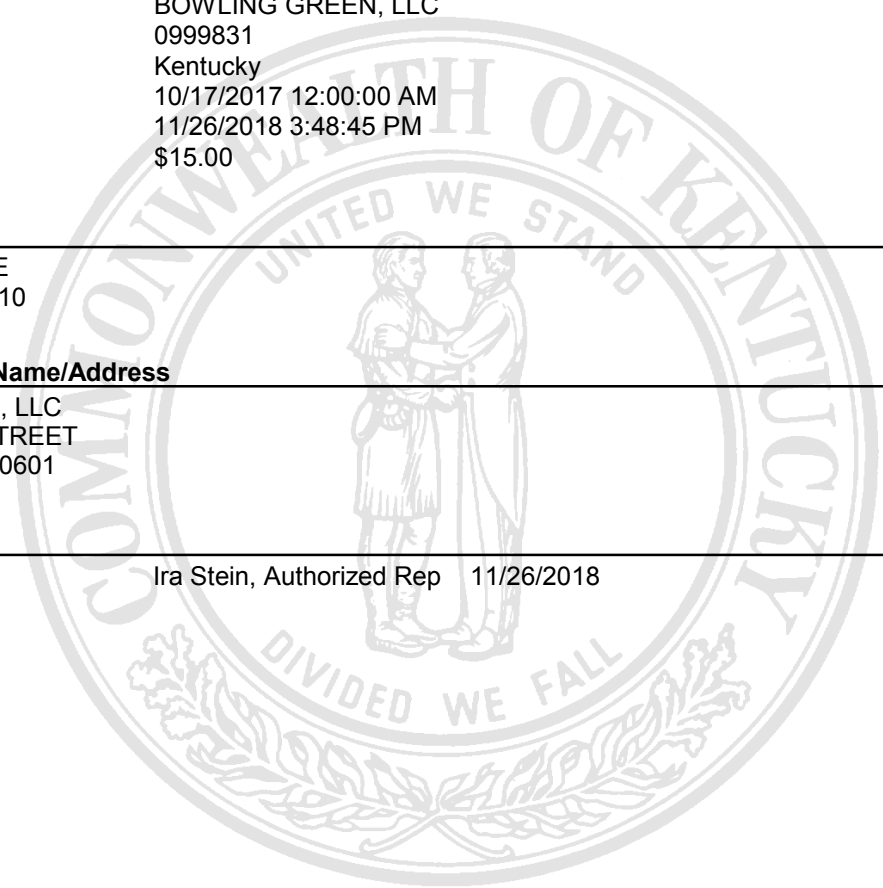 BOWLING GREEN, LLC
0999831
Kentucky
10/17/2017 12:00:00 AM
11/26/2018 3:48:45 PM
$15.00
E
10
Name/Address
, LLC
TREET
0601
Ira Stein, Authorized Rep 11/26/2018
COMMONWEALTH OF KENTUCKY
UNITED WE STAND
DIVIDED WE FALL